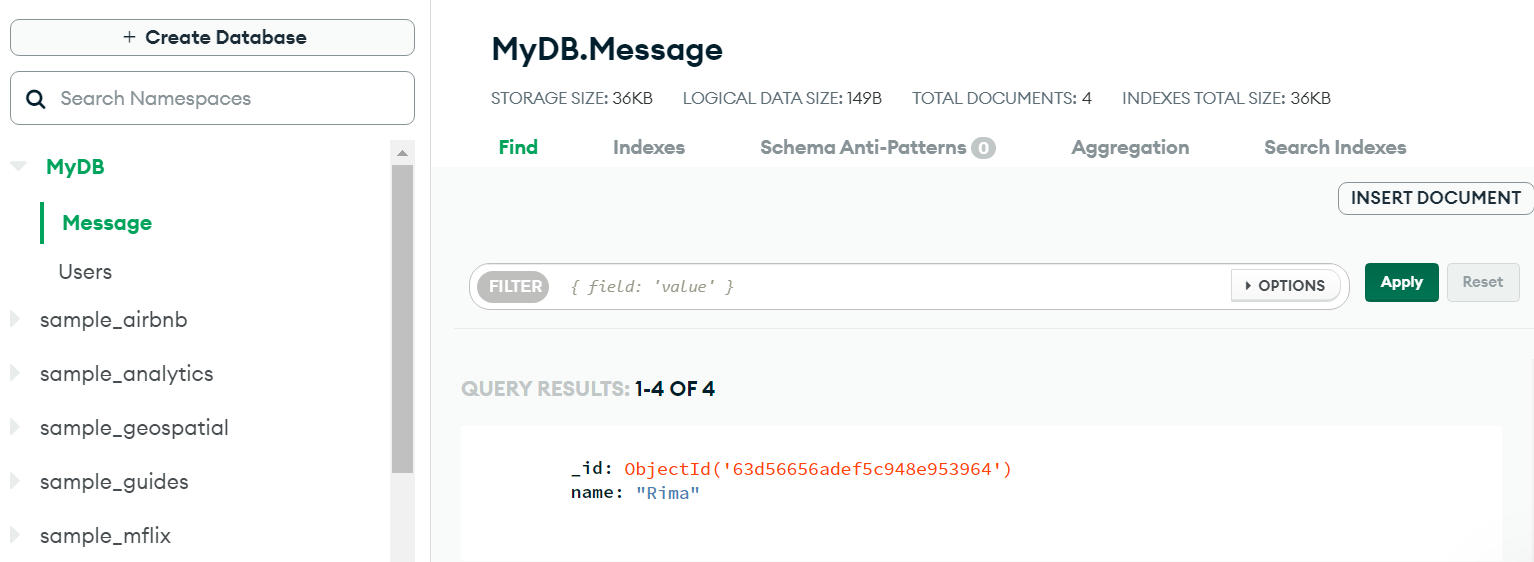 + Create Database
Search Namespaces
MyDB
Message
Users
sample_airbnb
sample_analytics
sample_geospatial
sample_guides
sample_mflix
MyDB.Message
STORAGE SIZE: 36KB LOGICAL DATA SIZE: 149B TOTAL DOCUMENTS: 4 INDEXES TOTAL SIZE: 36KB
Find Indexes Schema Anti-Patterns 0 Aggregation Search Indexes
INSERT DOCUMENT
FILTER { field: 'value' } OPTIONS Apply Reset
QUERY RESULTS: 1-4 OF 4
_id: ObjectId('63d56656adef5c948e953964')
name: "Rima"